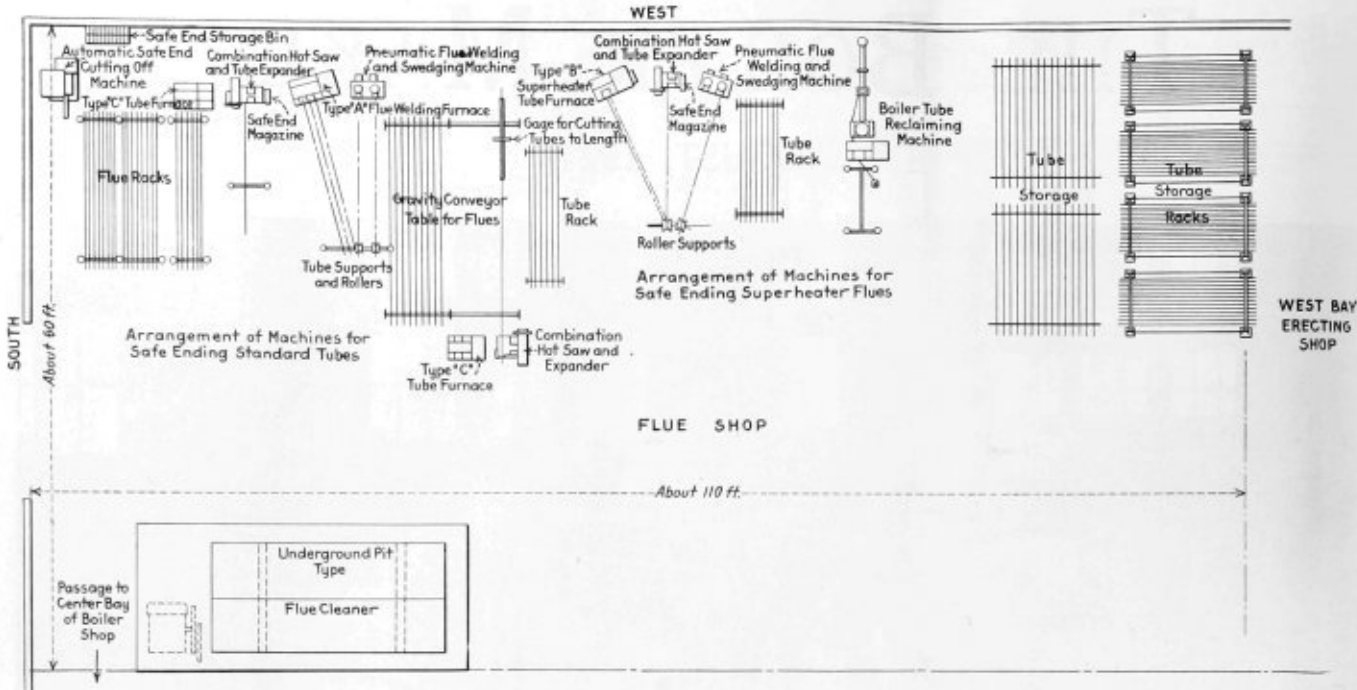 WEST
Safe End Storage Bin
Automatic Safe End
Cutting Off
Machine
Type "C" Tube Furnace
Combination Hot Saw
and Tube Expander
Safe End
Magazine
Pneumatic Flue Welding
and Swedging Machine
Type "A" Flue Welding Furnace
Flue Racks
Tube Supports
and Rollers
Gravity Conveyor
Table for Flues
Gage for Cutting
Tubes to Length
Tube
Rack
Type "B"
Superheater
Tube Furnace
Combination Hot Saw
and Tube Expander
Safe End
Magazine
Pneumatic Flue
Welding and
Swedging Machine
Tube
Rack
Roller Supports
Boiler Tube
Reclaiming
Machine
Tube
Storage
Tube
Storage
Racks
Arrangement of Machines for
Safe Ending Superheater Flues
Arrangement of Machines for
Safe Ending Standard Tubes
Type "C"
Tube Furnace
Combination
Hot Saw and
Expander
WEST BAY
ERECTING
SHOP
SOUTH
About 60 ft.
FLUE SHOP
About 110 ft.
Underground Pit
Type
Flue Cleaner
Passage to
Center Bay
of Boiler
Shop